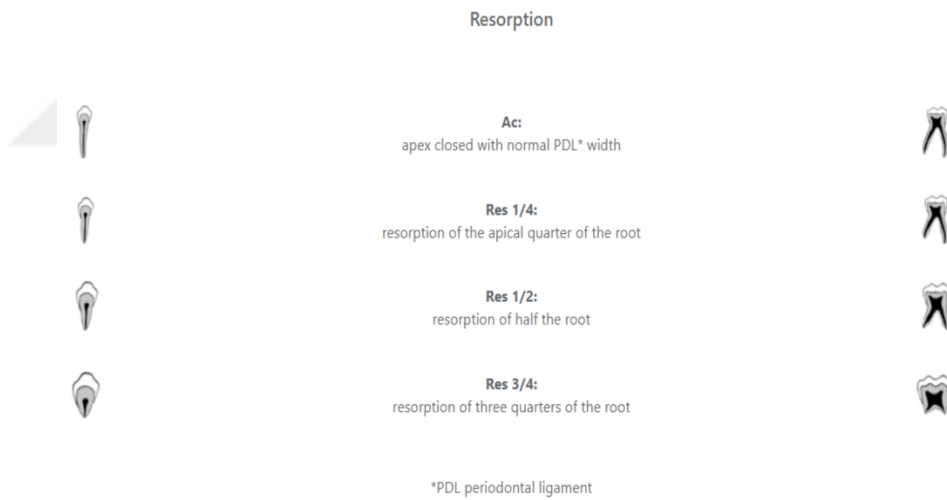 Resorption
Ac:
apex closed with normal PDL* width
Res 1/4:
resorption of the apical quarter of the root
Res 1/2:
resorption of half the root
Res 3/4:
resorption of three quarters of the root
*PDL periodontal ligament